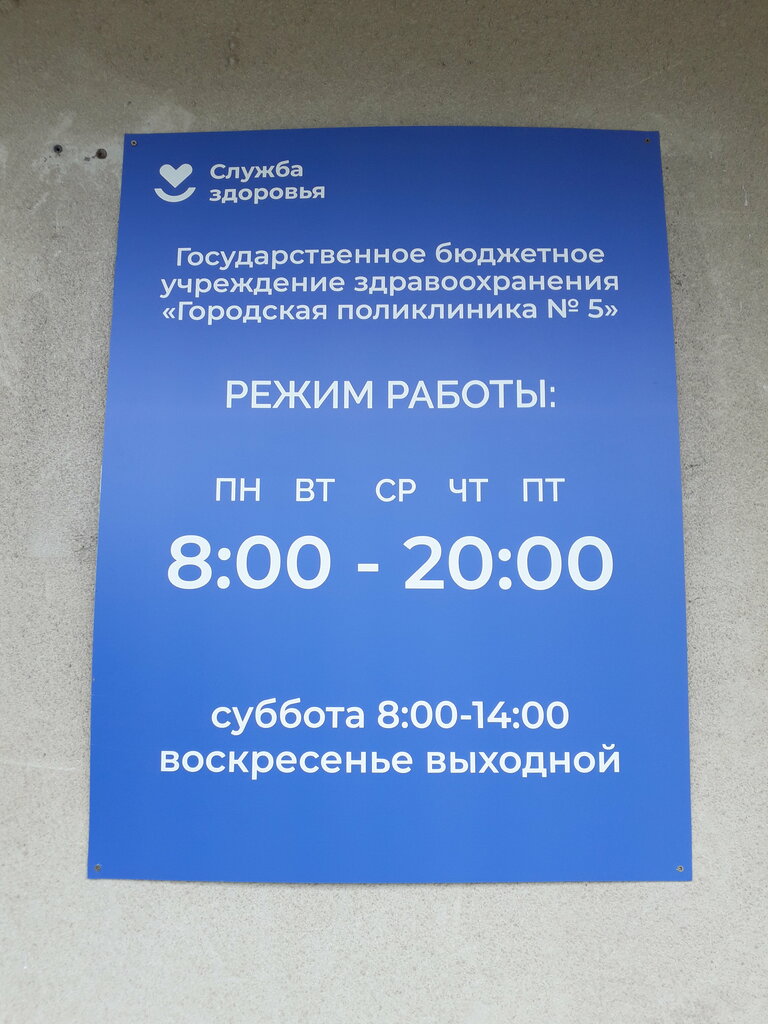 Служба
здоровья
Государственное бюджетное
учреждение здравоохранения
«Городская поликлиника № 5»
РЕЖИМ РАБОТЫ:
ПН ВТ СР ЧТ ПТ
8:00 - 20:00
суббота 8:00-14:00
воскресенье выходной